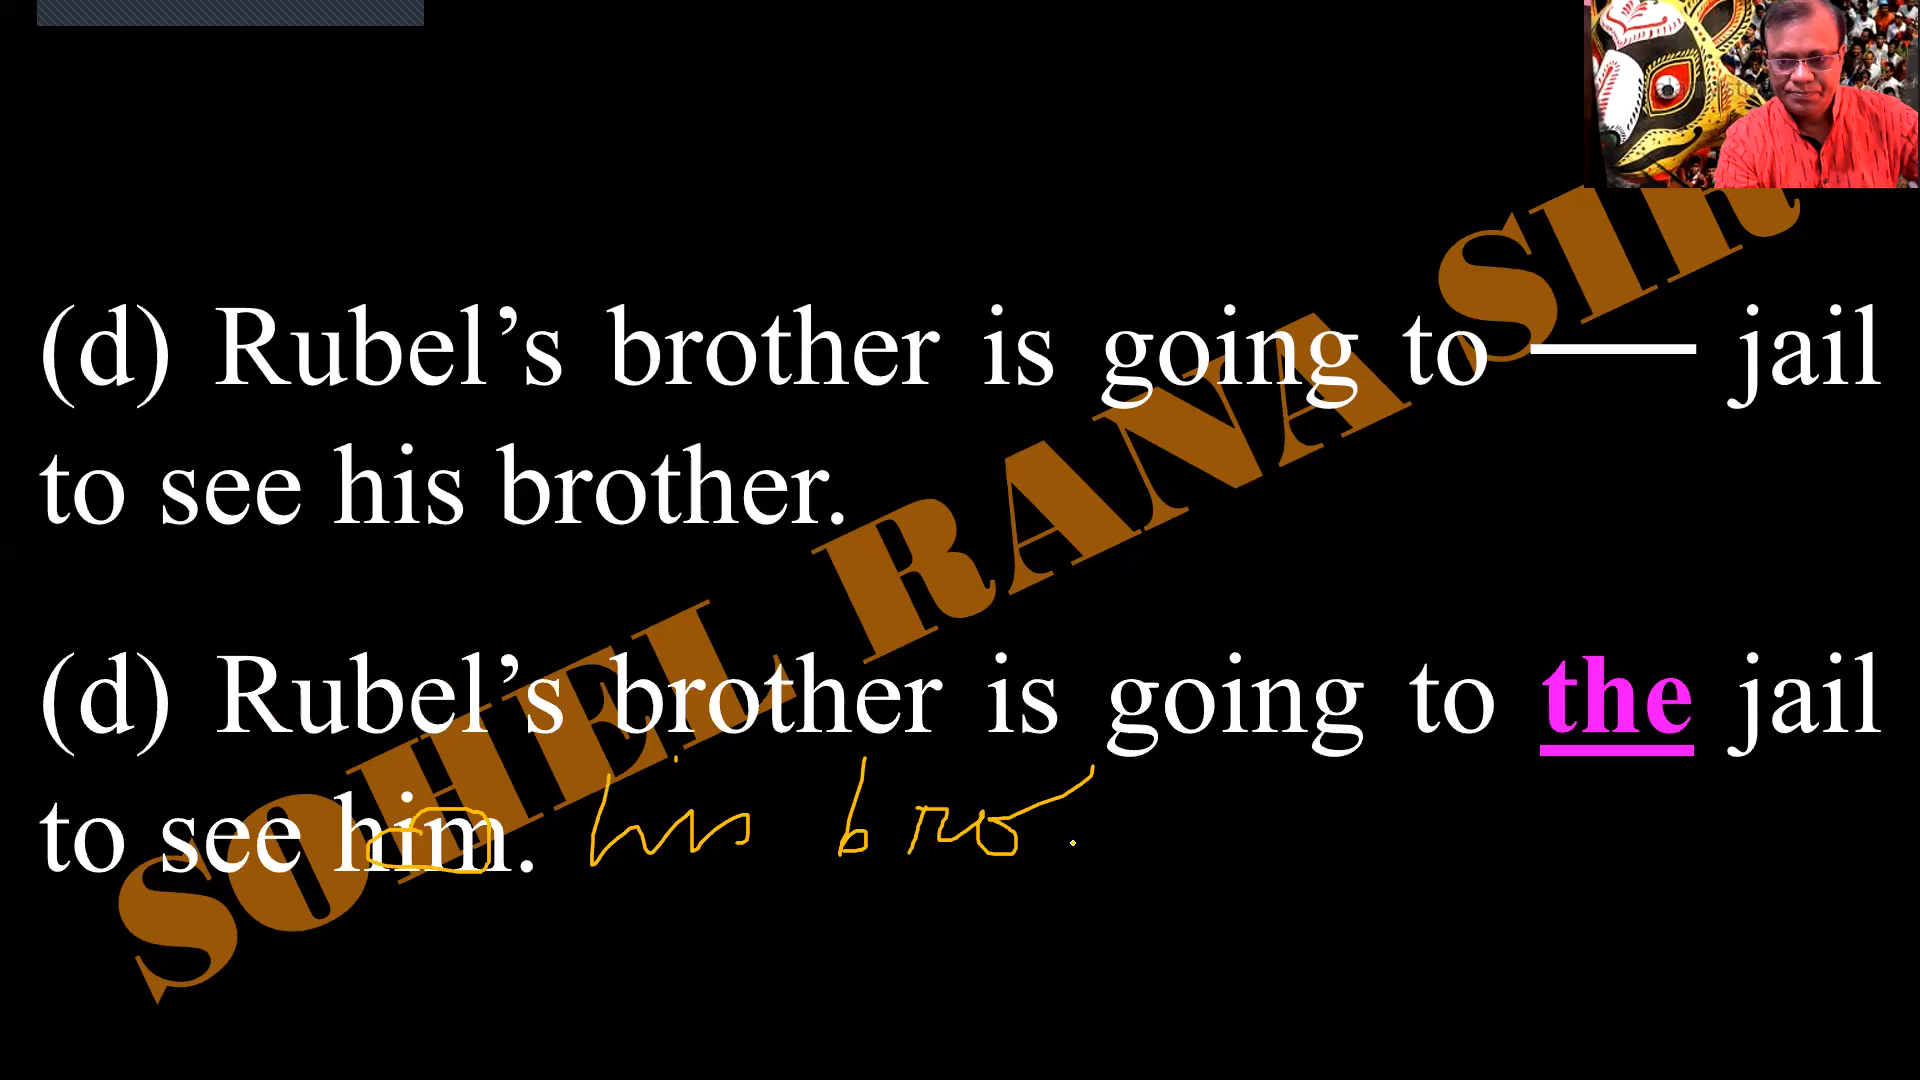 (d) Rubel’s brother is going to —— jail
to see his brother.
(d) Rubel’s brother is going to the jail
to see him. his bro.
SOHEL RANA SIR